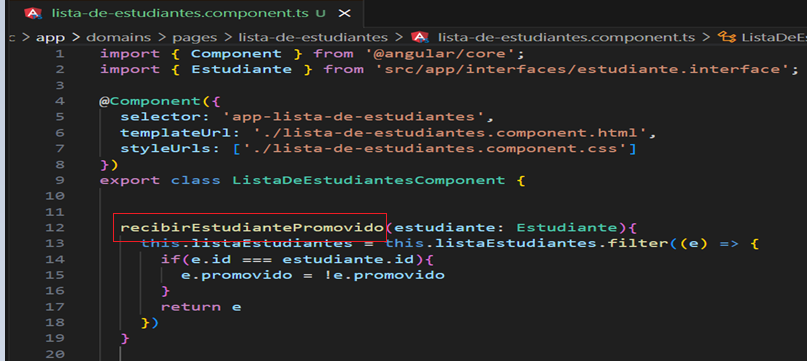 lista-de-estudiantes.component.ts U ×
> app > domains > pages > lista-de-estudiantes > lista-de-estudiantes.component.ts > ListaDeES
1 import { Component } from '@angular/core';
2 import { Estudiante } from 'src/app/interfaces/estudiante.interface';
3
4 @Component({
5 selector: 'app-lista-de-estudiantes',
6 templateUrl: './lista-de-estudiantes.component.html',
7 styleUrls: ['./lista-de-estudiantes.component.css']
8 })
9 export class ListaDeEstudiantesComponent {
10
11
12 recibirEstudiantePromovido(estudiante: Estudiante){
13 this.listaEstudiantes = this.listaEstudiantes.filter((e) => {
14 if(e.id === estudiante.id){
15 e.promovido = !e.promovido
16 }
17 return e
18 })
19 }
20